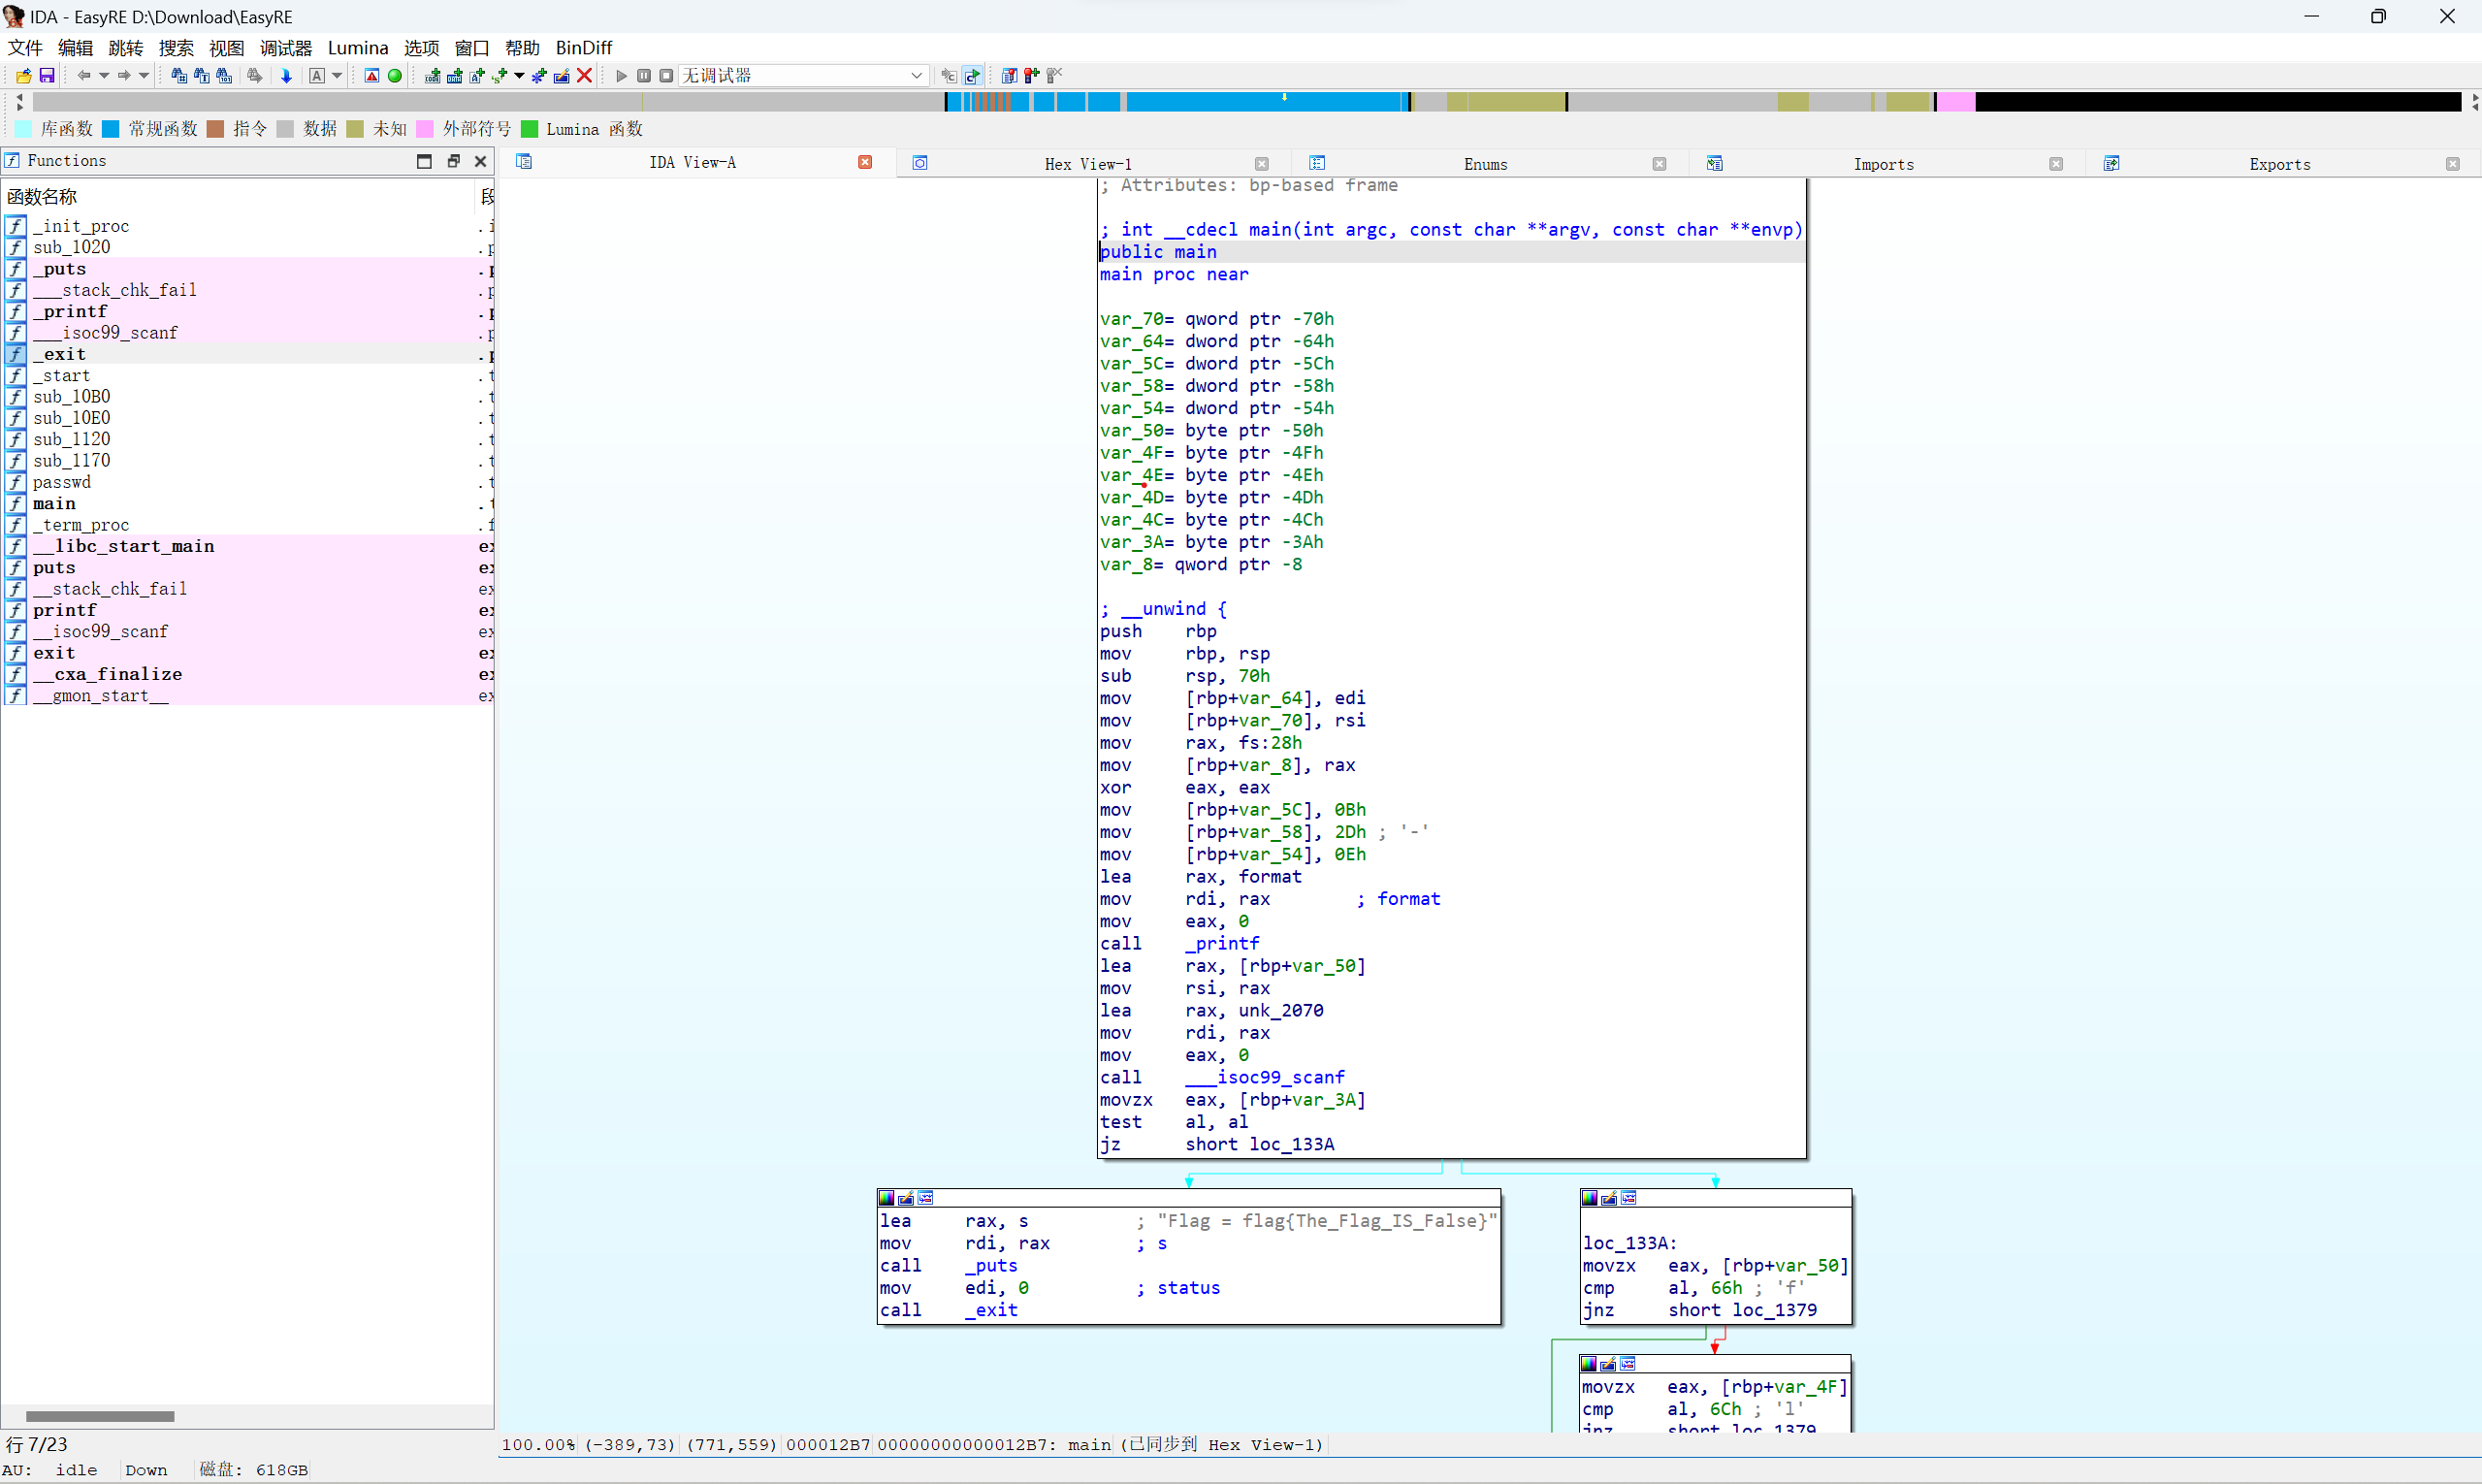 IDA - EasyRE D:\Download\EasyRE
文件 编辑 跳转 搜索 视图 调试器 Lumina 选项 窗口 帮助 BinDiff
无调试器
库函数 常规函数 指令 数据 未知 外部符号 Lumina 函数
Functions
函数名称 段
_init_proc .i
sub_1020 .p
_puts .p
___stack_chk_fail .p
_printf .p
___isoc99_scanf .p
_exit .p
_start .t
sub_10B0 .t
sub_10E0 .t
sub_1120 .t
sub_1170 .t
passwd .t
main .t
_term_proc .f
__libc_start_main ex
puts ex
__stack_chk_fail ex
printf ex
__isoc99_scanf ex
exit ex
__cxa_finalize ex
__gmon_start__ ex
行 7/23
IDA View-A Hex View-1 Enums Imports Exports
; Attributes: bp-based frame
; int __cdecl main(int argc, const char **argv, const char **envp)
public main
main proc near
var_70= qword ptr -70h
var_64= dword ptr -64h
var_5C= dword ptr -5Ch
var_58= dword ptr -58h
var_54= dword ptr -54h
var_50= byte ptr -50h
var_4F= byte ptr -4Fh
var_4E= byte ptr -4Eh
var_4D= byte ptr -4Dh
var_4C= byte ptr -4Ch
var_3A= byte ptr -3Ah
var_8= qword ptr -8
; __unwind {
push rbp
mov rbp, rsp
sub rsp, 70h
mov [rbp+var_64], edi
mov [rbp+var_70], rsi
mov rax, fs:28h
mov [rbp+var_8], rax
xor eax, eax
mov [rbp+var_5C], 0Bh
mov [rbp+var_58], 2Dh ; '-'
mov [rbp+var_54], 0Eh
lea rax, format
mov rdi, rax ; format
mov eax, 0
call _printf
lea rax, [rbp+var_50]
mov rsi, rax
lea rax, unk_2070
mov rdi, rax
mov eax, 0
call ___isoc99_scanf
movzx eax, [rbp+var_3A]
test al, al
jz short loc_133A
lea rax, s ; "Flag = flag{The_Flag_IS_False}"
mov rdi, rax ; s
call _puts
mov edi, 0 ; status
call _exit
loc_133A:
movzx eax, [rbp+var_50]
cmp al, 66h ; 'f'
jnz short loc_1379
movzx eax, [rbp+var_4F]
cmp al, 6Ch ; 'l'
jnz short loc_1379
100.00% (-389,73) (771,559) 000012B7 00000000000012B7: main (已同步到 Hex View-1)
AU: idle Down 磁盘: 618GB